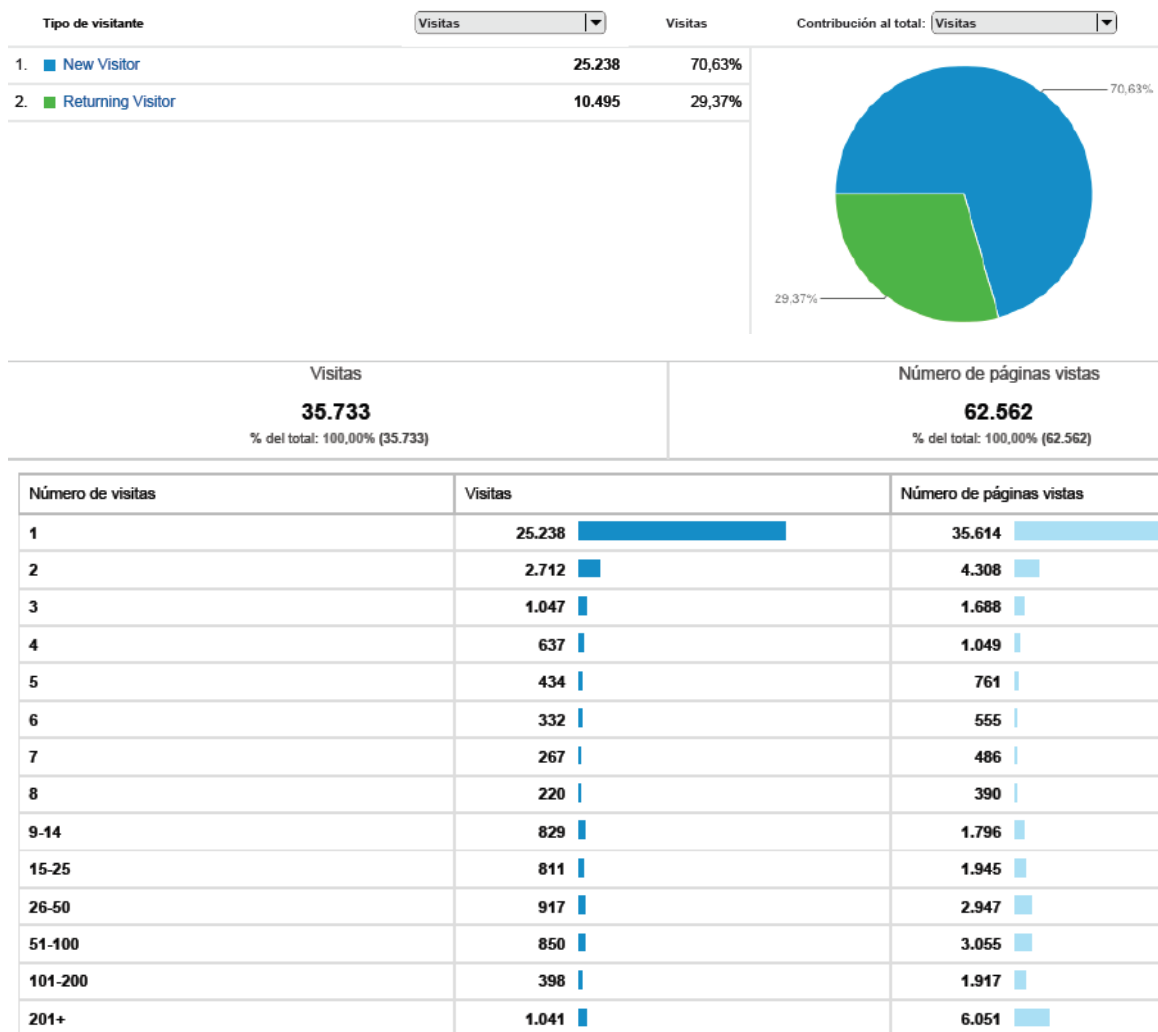 Tipo de visitante Visitas Visitas Contribución al total: Visitas
1. New Visitor 25.238 70,63%
2. Returning Visitor 10.495 29,37%
70,63%
29,37%
Visitas Número de páginas vistas
35.733 62.562
% del total: 100,00% (35.733) % del total: 100,00% (62.562)
Número de visitas Visitas Número de páginas vistas
1 25.238 35.614
2 2.712 4.308
3 1.047 1.688
4 637 1.049
5 434 761
6 332 555
7 267 486
8 220 390
9-14 829 1.796
15-25 811 1.945
26-50 917 2.947
51-100 850 3.055
101-200 398 1.917
201+ 1.041 6.051